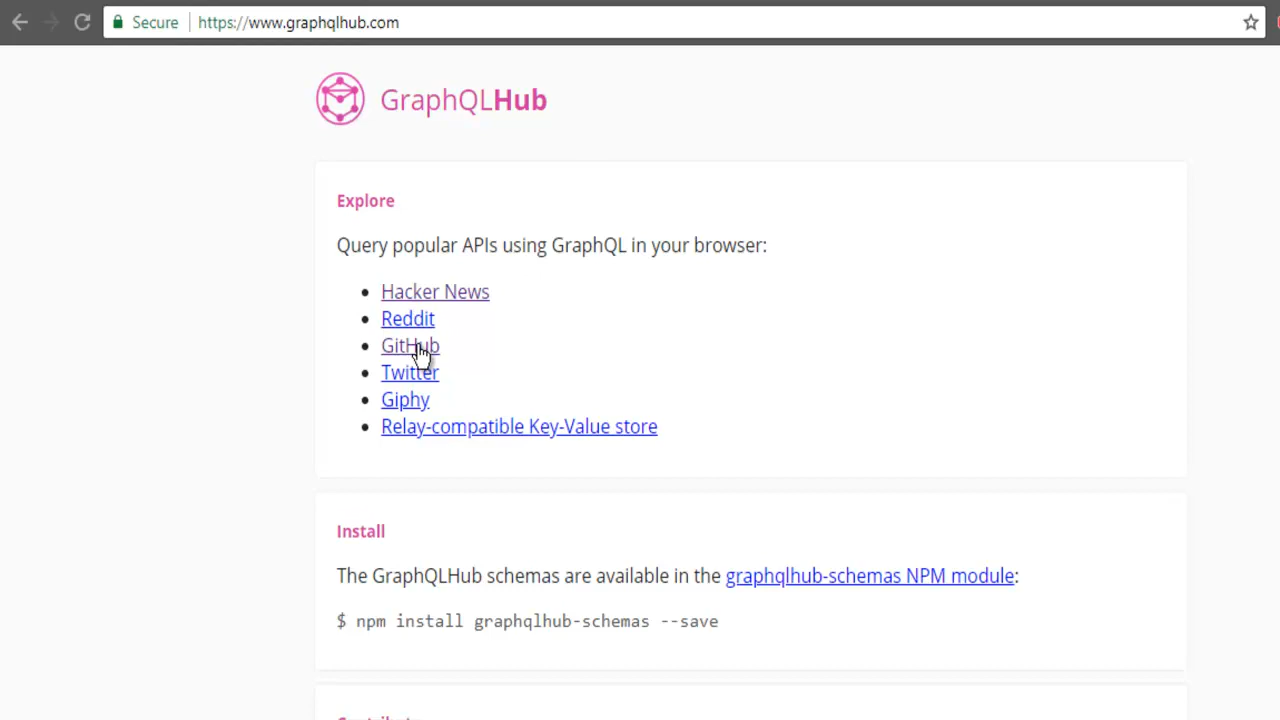 Secure https://www.graphqlhub.com
GraphQLHub
Explore
Query popular APIs using GraphQL in your browser:
Hacker News
Reddit
GitHub
Twitter
Giphy
Relay-compatible Key-Value store
Install
The GraphQLHub schemas are available in the graphqlhub-schemas NPM module:
$ npm install graphqlhub-schemas --save